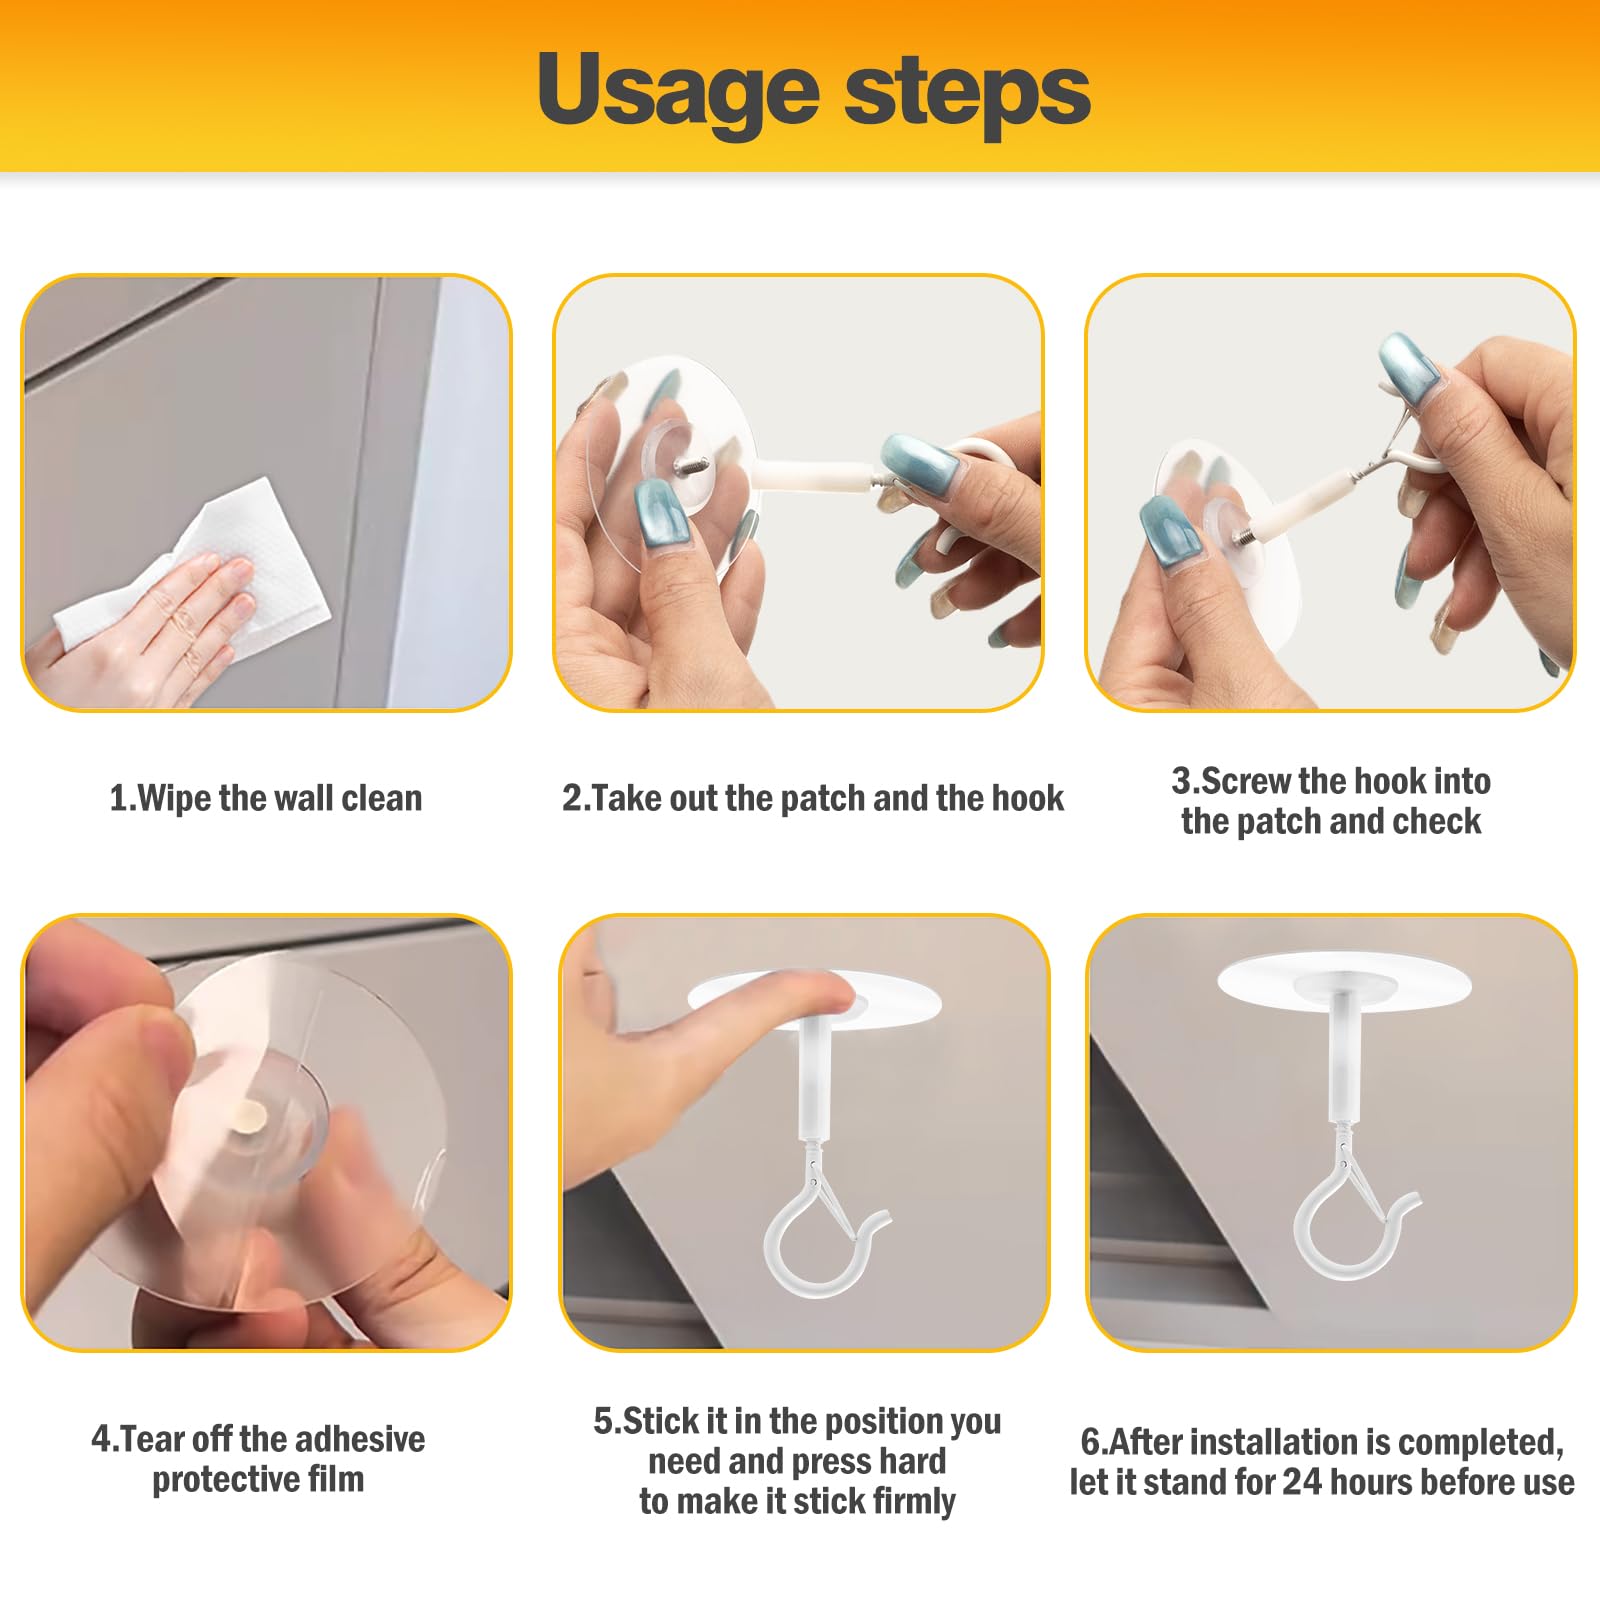 Usage steps
1.Wipe the wall clean
2.Take out the patch and the hook
3.Screw the hook into
the patch and check
4.Tear off the adhesive
protective film
5.Stick it in the position you
need and press hard
to make it stick firmly
6.After installation is completed,
let it stand for 24 hours before use